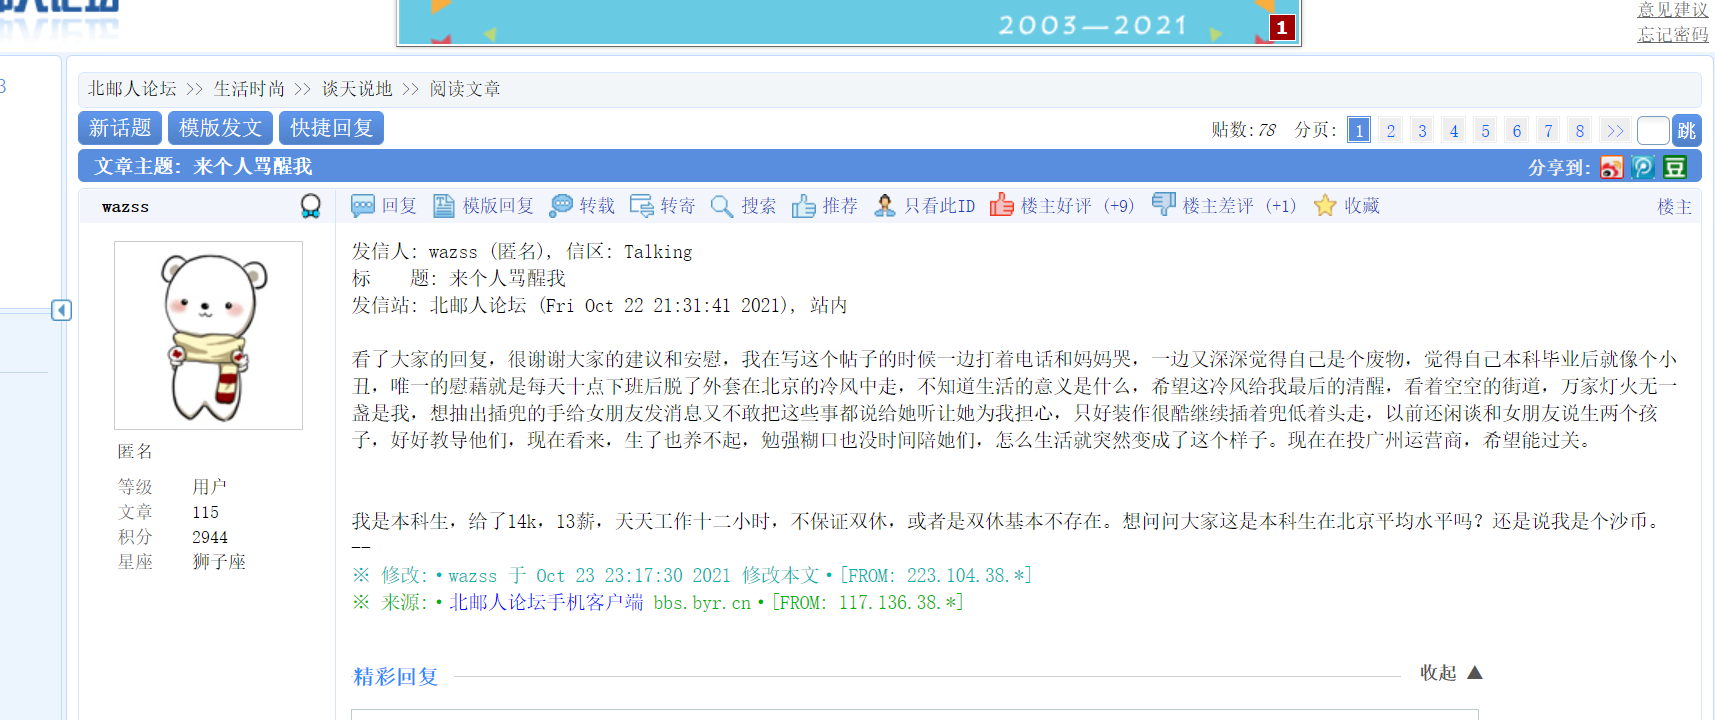 意见建议
2003—2021
1
忘记密码
3
北邮人论坛 >> 生活时尚 >> 谈天说地 >> 阅读文章
新话题 模版发文 快捷回复
贴数:78 分页: 1 2 3 4 5 6 7 8 >> 跳
文章主题: 来个人骂醒我
分享到: 豆
wazss
回复 模版回复 转载 转寄 搜索 推荐 只看此ID 楼主好评 (+9) 楼主差评 (+1) 收藏 楼主
发信人: wazss (匿名), 信区: Talking
标 题: 来个人骂醒我
发信站: 北邮人论坛 (Fri Oct 22 21:31:41 2021), 站内
看了大家的回复，很谢谢大家的建议和安慰，我在写这个帖子的时候一边打着电话和妈妈哭，一边又深深觉得自己是个废物，觉得自己本科毕业后就像个小
丑，唯一的慰藉就是每天十点下班后脱了外套在北京的冷风中走，不知道生活的意义是什么，希望这冷风给我最后的清醒，看着空空的街道，万家灯火无一
盏是我，想抽出插兜的手给女朋友发消息又不敢把这些事都说给她听让她为我担心，只好装作很酷继续插着兜低着头走，以前还闲谈和女朋友说生两个孩
子，好好教导他们，现在看来，生了也养不起，勉强糊口也没时间陪她们，怎么生活就突然变成了这个样子。现在在投广州运营商，希望能过关。
匿名
等级 用户
文章 115
积分 2944
星座 狮子座
我是本科生，给了14k，13薪，天天工作十二小时，不保证双休，或者是双休基本不存在。想问问大家这是本科生在北京平均水平吗？还是说我是个沙币。
--
※ 修改:·wazss 于 Oct 23 23:17:30 2021 修改本文·[FROM: 223.104.38.*]
※ 来源:·北邮人论坛手机客户端 bbs.byr.cn·[FROM: 117.136.38.*]
精彩回复
收起 ▲